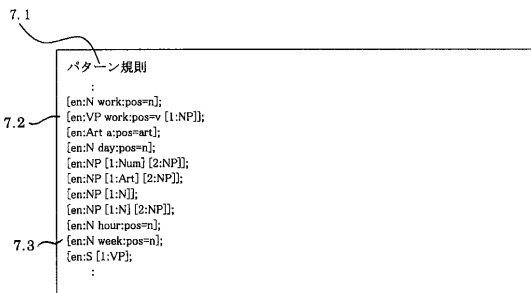 7.1
パターン規則
:
[en:N work:pos=n];
7.2
[en:VP work:pos=v [1:NP]];
[en:Art a:pos=art];
[en:N day:pos=n];
[en:NP [1:Num] [2:NP]];
[en:NP [1:Art] [2:NP]];
[en:NP [1:N]];
[en:NP [1:N] [2:NP]];
[en:N hour:pos=n];
7.3
[en:N week:pos=n];
[en:S [1:VP];
: